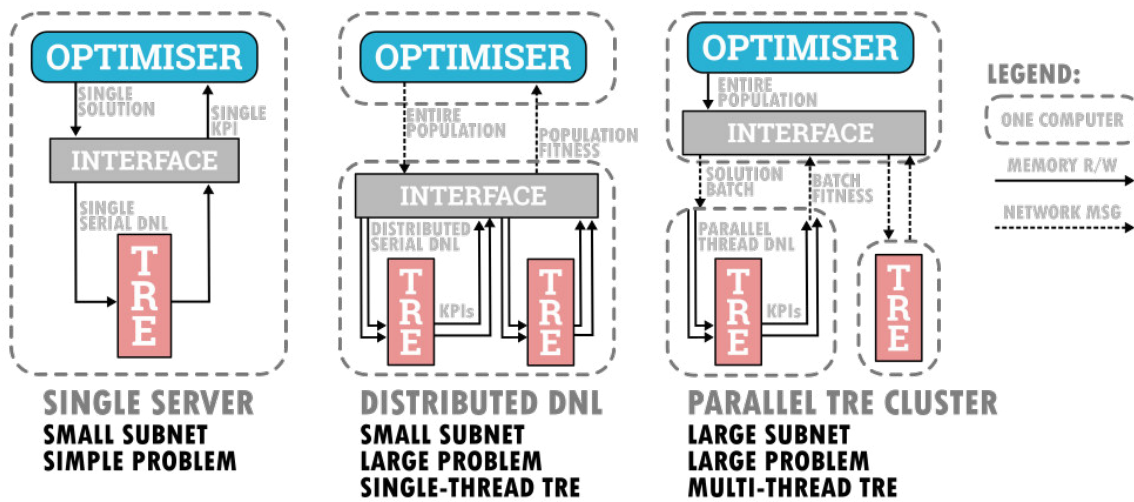 OPTIMISER
SINGLE
SOLUTION
SINGLE
KPI
INTERFACE
SINGLE
SERIAL DNL
TRE
SINGLE SERVER
SMALL SUBNET
SIMPLE PROBLEM
OPTIMISER
ENTIRE
POPULATION
POPULATION
FITNESS
INTERFACE
DISTRIBUTED
SERIAL DNL
TRE
KPIs
TRE
DISTRIBUTED DNL
SMALL SUBNET
LARGE PROBLEM
SINGLE-THREAD TRE
OPTIMISER
ENTIRE
POPULATION
INTERFACE
SOLUTION
BATCH
BATCH
FITNESS
PARALLEL
THREAD DNL
TRE
KPIs
TRE
PARALLEL TRE CLUSTER
LARGE SUBNET
LARGE PROBLEM
MULTI-THREAD TRE
LEGEND:
ONE COMPUTER
MEMORY R/W
NETWORK MSG